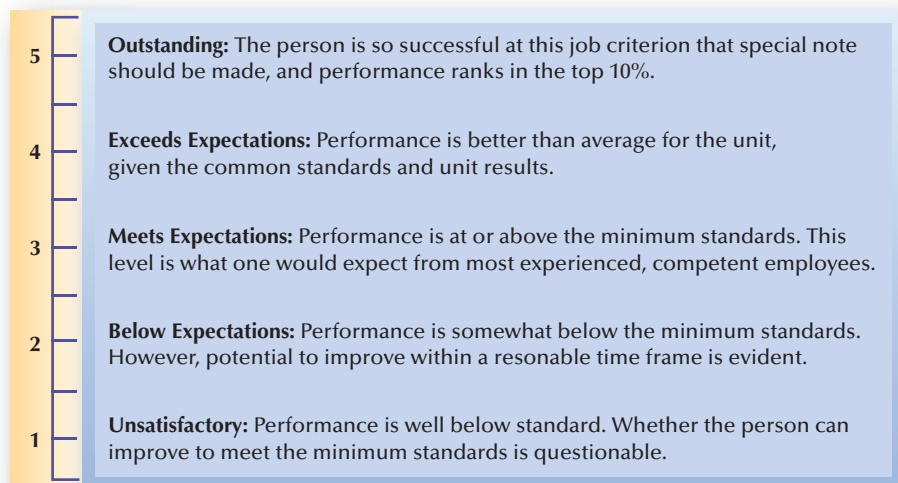 5
Outstanding: The person is so successful at this job criterion that special note
should be made, and performance ranks in the top 10%.
4
Exceeds Expectations: Performance is better than average for the unit,
given the common standards and unit results.
3
Meets Expectations: Performance is at or above the minimum standards. This
level is what one would expect from most experienced, competent employees.
2
Below Expectations: Performance is somewhat below the minimum standards.
However, potential to improve within a resonable time frame is evident.
1
Unsatisfactory: Performance is well below standard. Whether the person can
improve to meet the minimum standards is questionable.